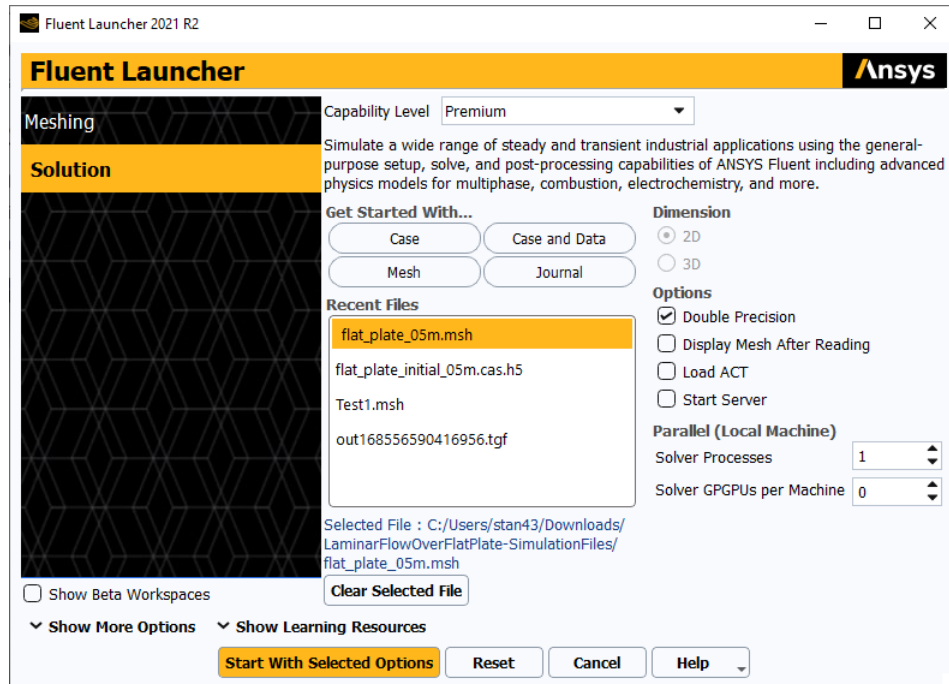 Fluent Launcher 2021 R2
Fluent Launcher
Ansys
Meshing
Solution
Capability Level Premium
Simulate a wide range of steady and transient industrial applications using the general-
purpose setup, solve, and post-processing capabilities of ANSYS Fluent including advanced
physics models for multiphase, combustion, electrochemistry, and more.
Get Started With...
Case
Case and Data
Mesh
Journal
Recent Files
flat_plate_05m.msh
flat_plate_initial_05m.cas.h5
Test1.msh
out168556590416956.tgf
Selected File : C:/Users/stan43/Downloads/
LaminarFlowOverFlatPlate-SimulationFiles/
flat_plate_05m.msh
Clear Selected File
Dimension
2D
3D
Options
Double Precision
Display Mesh After Reading
Load ACT
Start Server
Parallel (Local Machine)
Solver Processes 1
Solver GPGPUs per Machine 0
Show Beta Workspaces
Show More Options
Show Learning Resources
Start With Selected Options
Reset
Cancel
Help